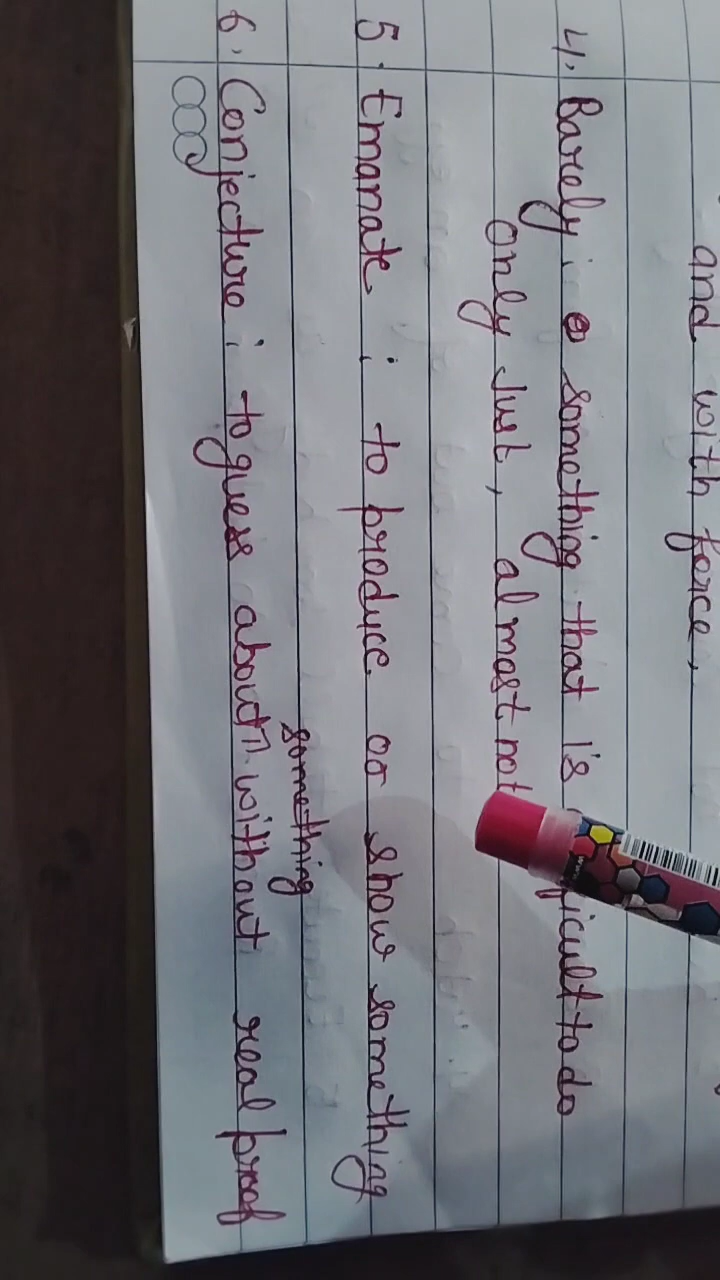 and with force,
4. Barely : something that is ficult to do
only Just, almost not
5. Emanate : to produce or show something
something
6. Conjecture : to guess about without real proof